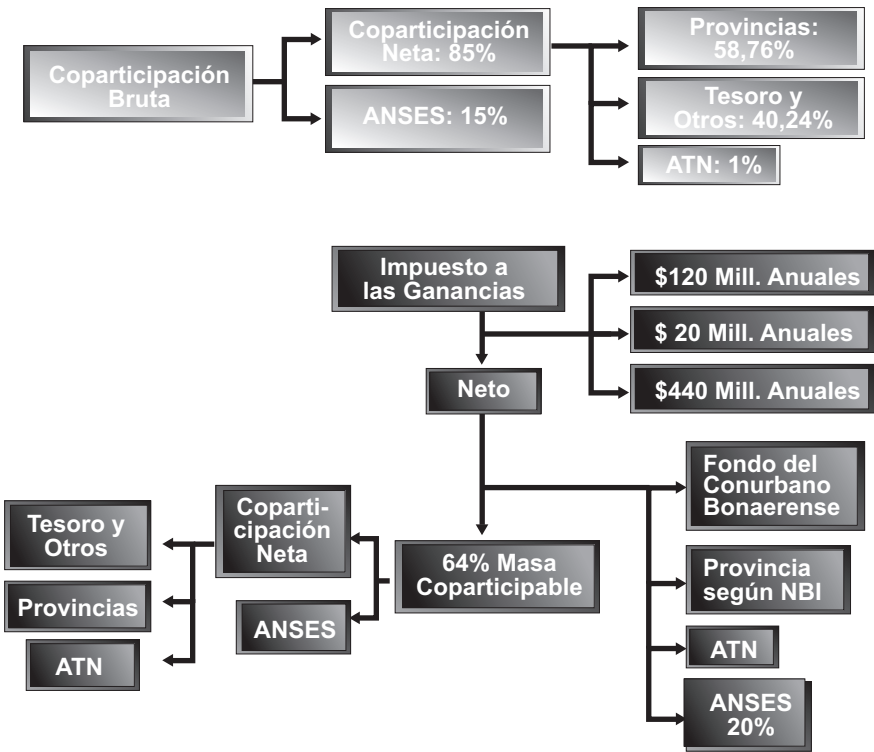 Coparticipación
Bruta
Coparticipación
Neta: 85%
ANSES: 15%
Provincias:
58,76%
Tesoro y
Otros: 40,24%
ATN: 1%
Impuesto a
las Ganancias
$120 Mill. Anuales
$ 20 Mill. Anuales
$440 Mill. Anuales
Neto
Fondo del
Conurbano
Bonaerense
Provincia
según NBI
ATN
ANSES
20%
64% Masa
Coparticipable
Coparti-
cipación
Neta
ANSES
Tesoro y
Otros
Provincias
ATN